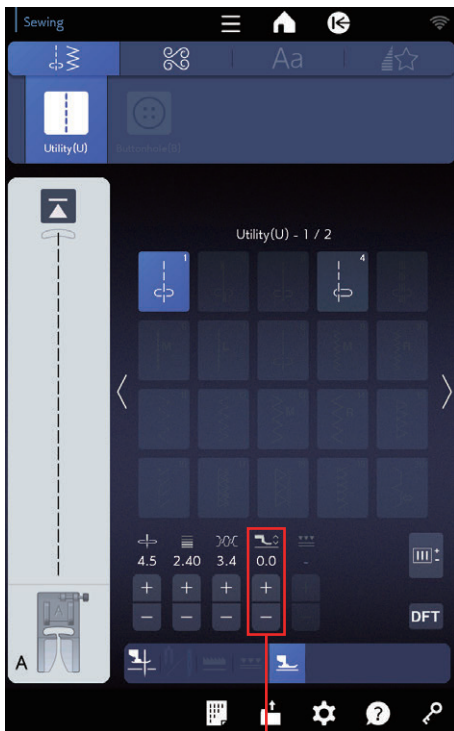 Sewing
Aa
Utility(U) Buttonhole(B)
Utility(U) - 1 / 2
1 4
4.5 2.40 3.4 0.0 -
+ + + +
− − − −
DFT
A
A
?